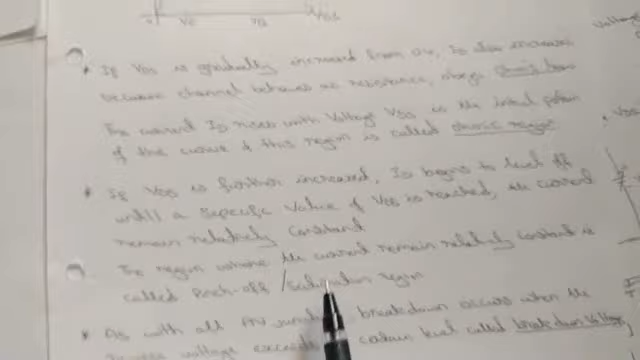 * If VDS is gradually increased from zero, ID also increases
because channel behaves as resistance, obeys
The current ID rises with Voltage VDS in the initial portion
of the curve & this region is called ohmic region
* If VDS is further increased, ID begins to level off
until a specific value of VDS is reached, the current
remain relatively constant
The region where the current remain relatively constant is
called Pinch-off / Saturation region
* As with all PN breakdown occurs when the
reverse voltage exceeds certain level called breakdown Voltage,